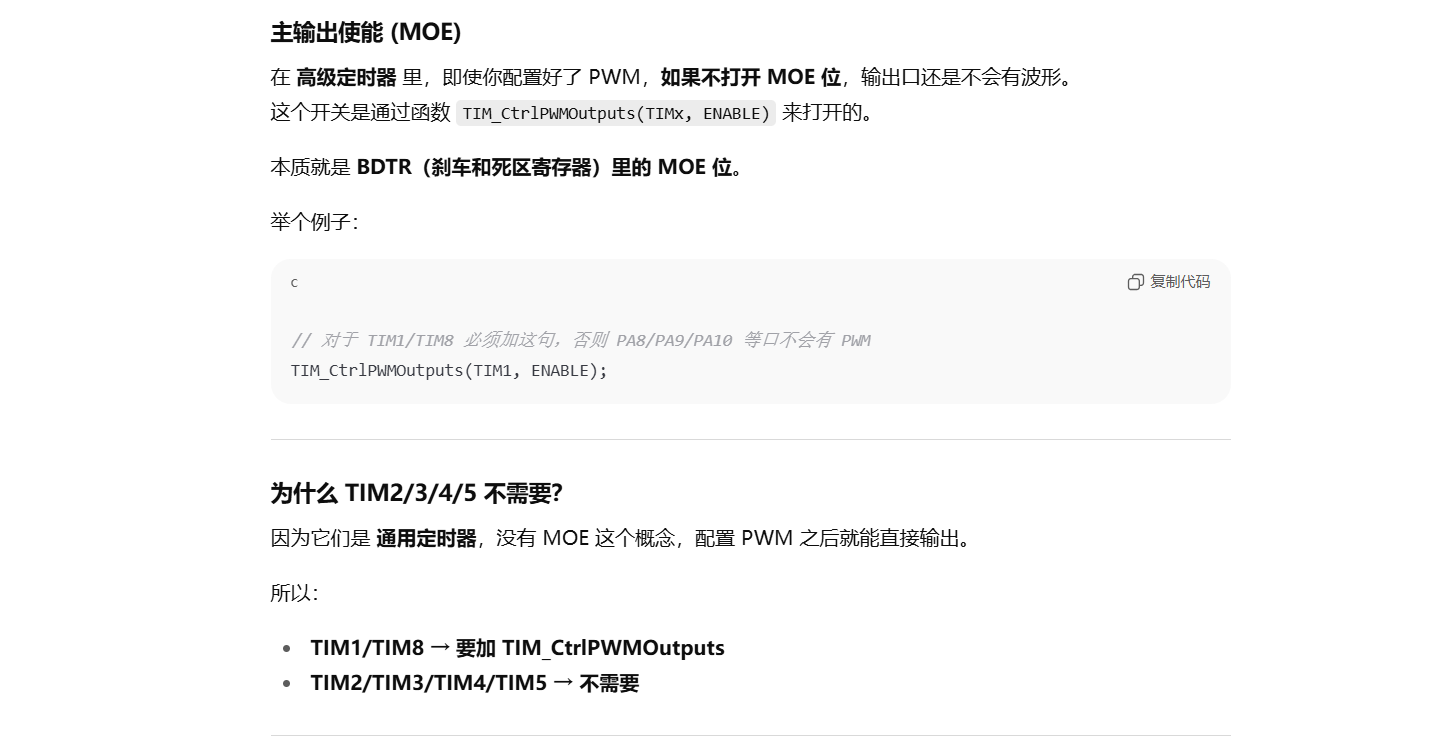 主输出使能 (MOE)
在 高级定时器 里，即使你配置好了 PWM，如果不打开 MOE 位，输出口还是不会有波形。
这个开关是通过函数 TIM_CtrlPWMOutputs(TIMx, ENABLE) 来打开的。
本质就是 BDTR（刹车和死区寄存器）里的 MOE 位。
举个例子：
c
复制代码
// 对于 TIM1/TIM8 必须加这句，否则 PA8/PA9/PA10 等口不会有 PWM
TIM_CtrlPWMOutputs(TIM1, ENABLE);
为什么 TIM2/3/4/5 不需要？
因为它们是 通用定时器，没有 MOE 这个概念，配置 PWM 之后就能直接输出。
所以：
• TIM1/TIM8 → 要加 TIM_CtrlPWMOutputs
• TIM2/TIM3/TIM4/TIM5 → 不需要